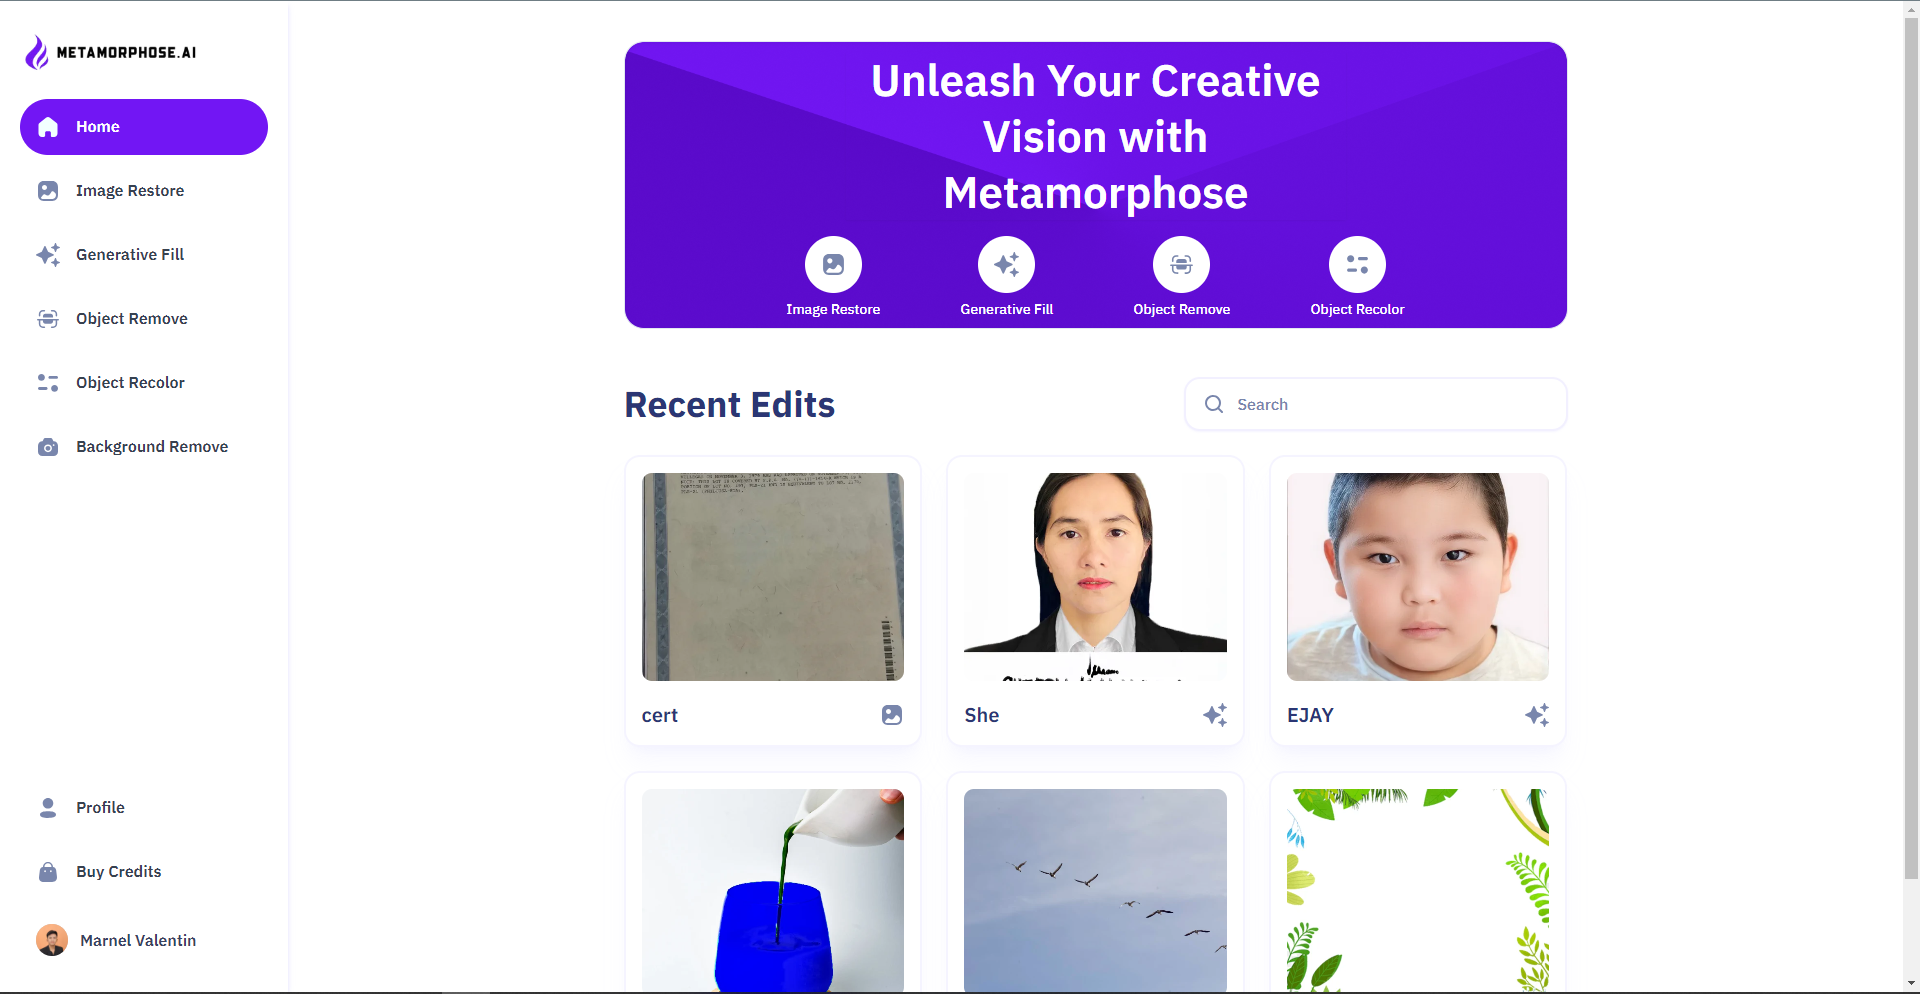 METAMORPHOSE.AI
Home
Image Restore
Generative Fill
Object Remove
Object Recolor
Background Remove
Profile
Buy Credits
Marnel Valentin
Unleash Your Creative
Vision with
Metamorphose
Image Restore
Generative Fill
Object Remove
Object Recolor
Recent Edits
Search
cert
She
EJAY